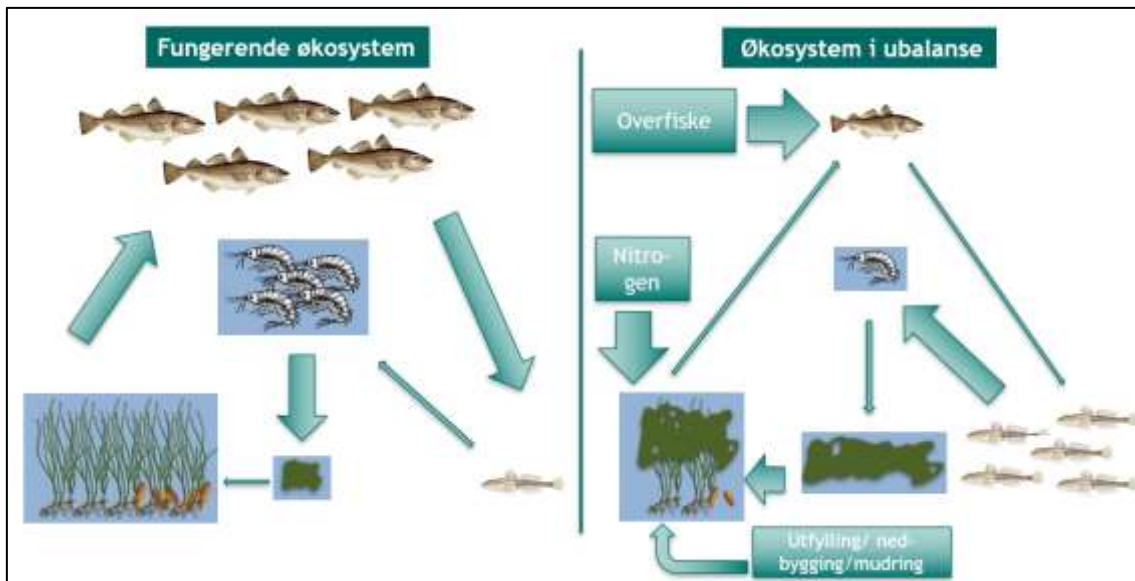 Fungerende økosystem
Økosystem i ubalanse
Overfiske
Nitro-
gen
Utfylling/ ned-
bygging/mudring